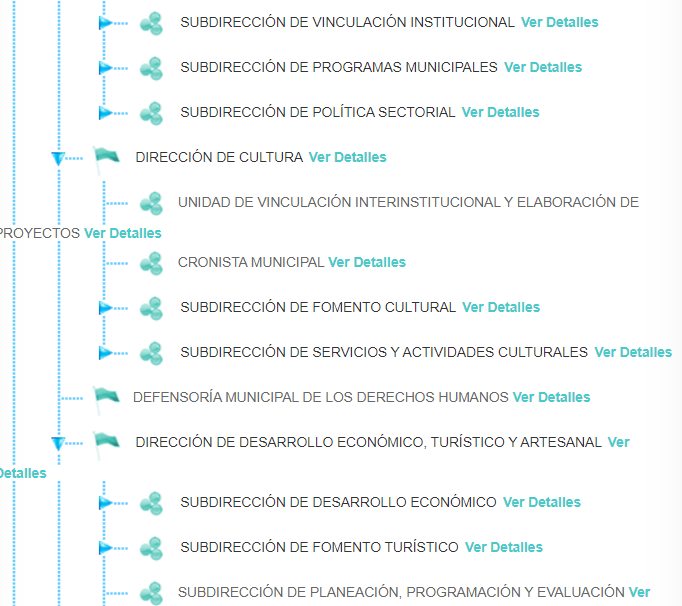 SUBDIRECCIÓN DE VINCULACIÓN INSTITUCIONAL Ver Detalles
SUBDIRECCIÓN DE PROGRAMAS MUNICIPALES Ver Detalles
SUBDIRECCIÓN DE POLÍTICA SECTORIAL Ver Detalles
DIRECCIÓN DE CULTURA Ver Detalles
UNIDAD DE VINCULACIÓN INTERINSTITUCIONAL Y ELABORACIÓN DE
PROYECTOS Ver Detalles
CRONISTA MUNICIPAL Ver Detalles
SUBDIRECCIÓN DE FOMENTO CULTURAL Ver Detalles
SUBDIRECCIÓN DE SERVICIOS Y ACTIVIDADES CULTURALES Ver Detalles
DEFENSORÍA MUNICIPAL DE LOS DERECHOS HUMANOS Ver Detalles
DIRECCIÓN DE DESARROLLO ECONÓMICO, TURÍSTICO Y ARTESANAL Ver
Detalles
SUBDIRECCIÓN DE DESARROLLO ECONÓMICO Ver Detalles
SUBDIRECCIÓN DE FOMENTO TURÍSTICO Ver Detalles
SUBDIRECCIÓN DE PLANEACIÓN, PROGRAMACIÓN Y EVALUACIÓN Ver